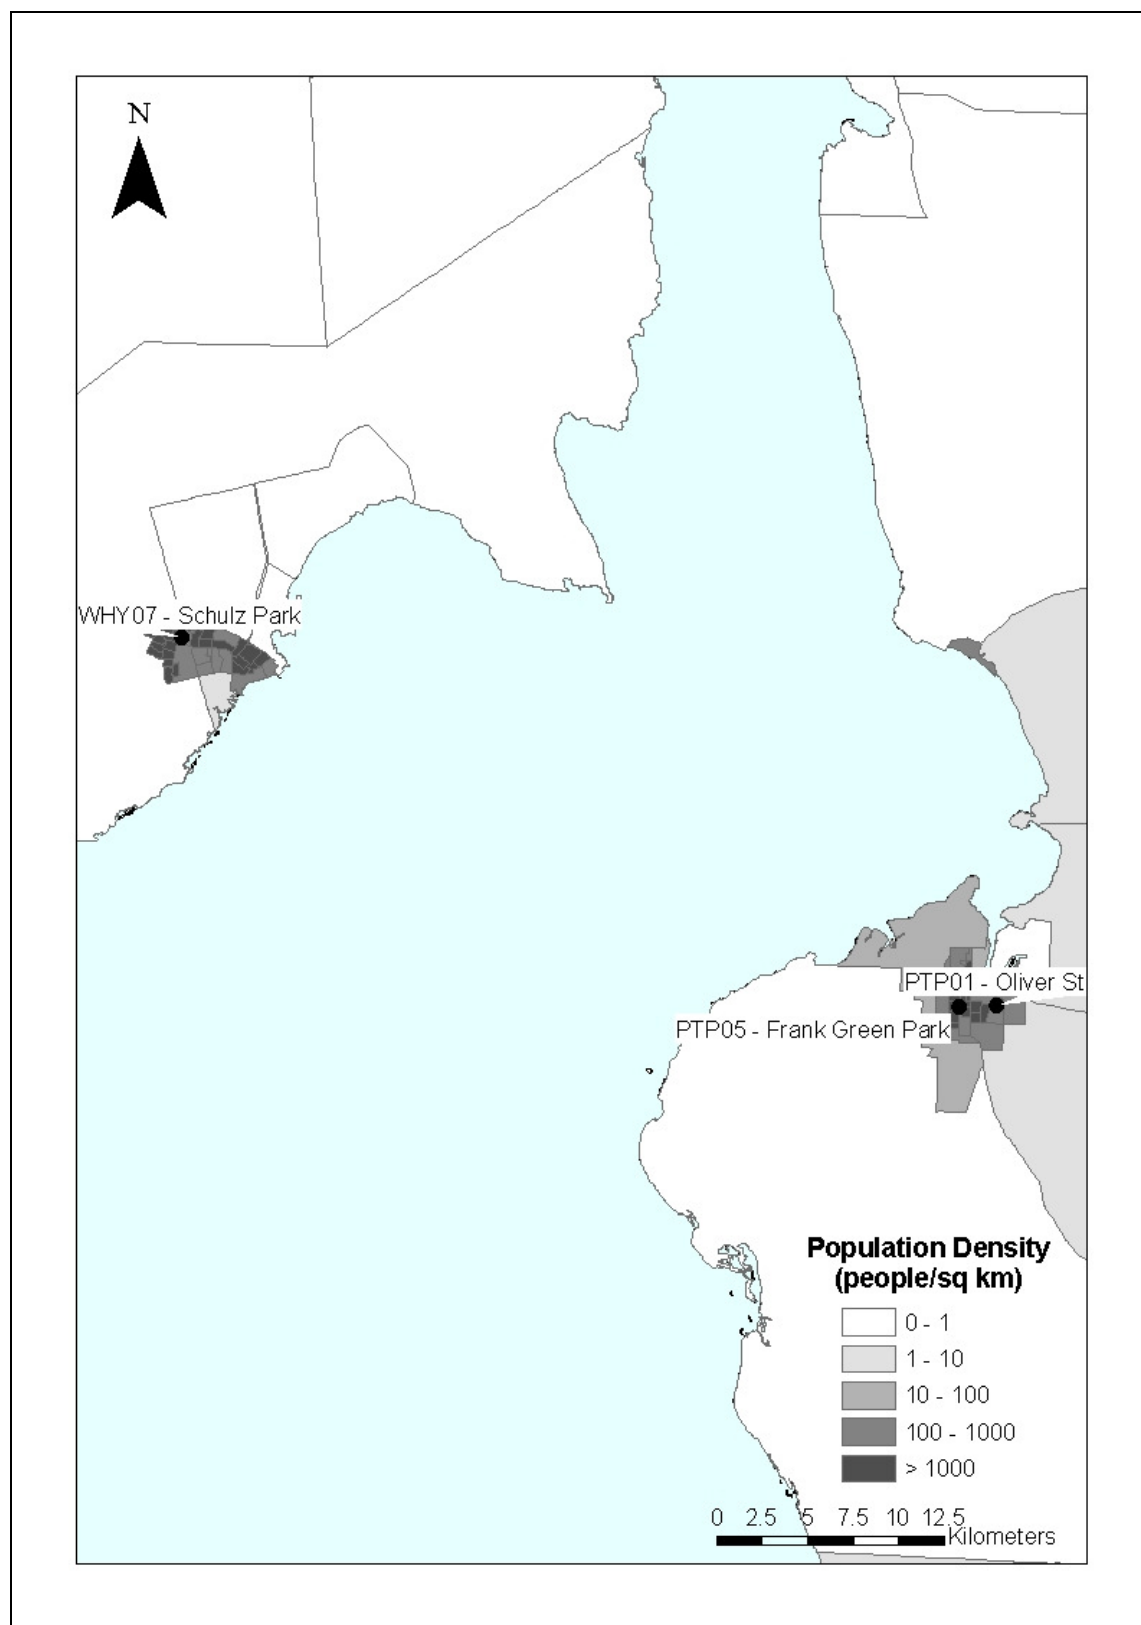 N
WHY07 - Schulz Park
PTP01 - Oliver St
PTP05 - Frank Green Park
Population Density
(people/sq km)
0 - 1
1 - 10
10 - 100
100 - 1000
> 1000
0 2.5 5 7.5 10 12.5
Kilometers